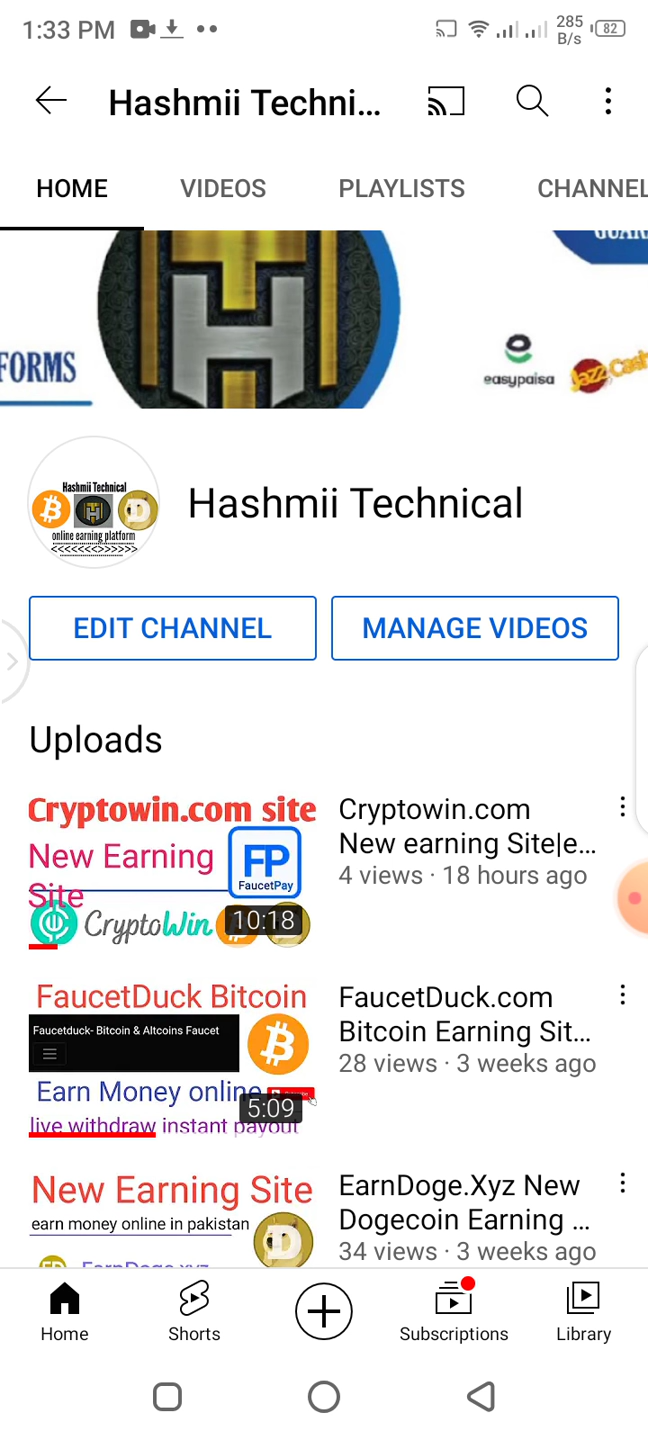 1:33 PM
285 B/s
82
Hashmii Techni...
HOME VIDEOS PLAYLISTS CHANNEL
FORMS
easypaisa
JazzCash
Hashmii Technical
online earning platform
<<<<<<<>>>>>>
Hashmii Technical
EDIT CHANNEL
MANAGE VIDEOS
Uploads
Cryptowin.com site
New Earning
Site
FP
FaucetPay
CryptoWin
10:18
Cryptowin.com
New earning Site|e...
4 views · 18 hours ago
FaucetDuck Bitcoin
Faucetduck- Bitcoin & Altcoins Faucet
Earn Money online
live withdraw instant payout
5:09
FaucetDuck.com
Bitcoin Earning Sit...
28 views · 3 weeks ago
New Earning Site
earn money online in pakistan
EarnDoge.xyz
EarnDoge.Xyz New
Dogecoin Earning ...
34 views · 3 weeks ago
Home
Shorts
Subscriptions
Library